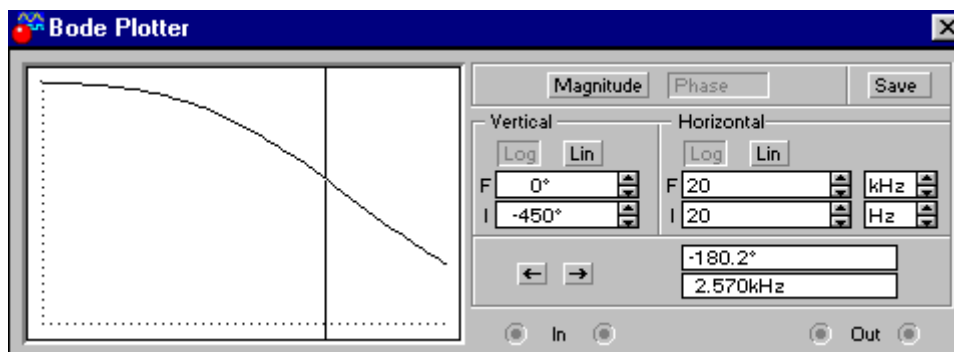 Bode Plotter
Magnitude Phase Save
Vertical Horizontal
Log Lin Log Lin
F 0° F 20 kHz
I -450° I 20 Hz
← → -180.2°
2.570kHz
In Out